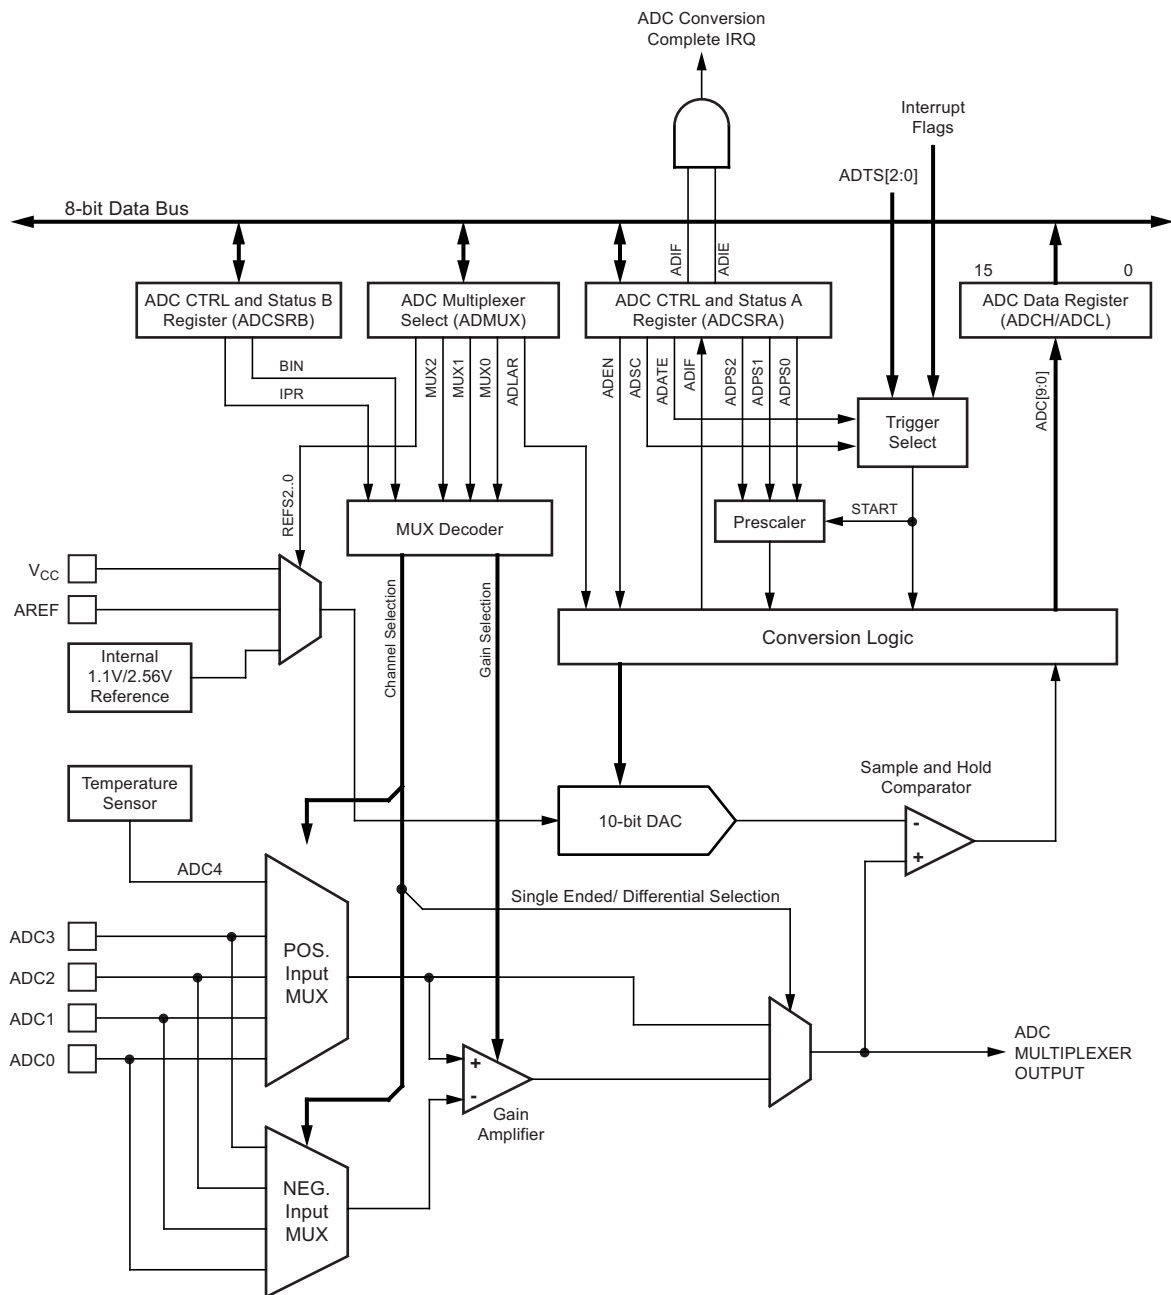 ADC Conversion
Complete IRQ
Interrupt
Flags
ADTS[2:0]
8-bit Data Bus
ADIF
ADIE
15
0
ADC CTRL and Status B
Register (ADCSRB)
ADC Multiplexer
Select (ADMUX)
ADC CTRL and Status A
Register (ADCSRA)
ADC Data Register
(ADCH/ADCL)
BIN
IPR
MUX2
MUX1
MUX0
ADLAR
ADEN
ADSC
ADATE
ADIF
ADPS2
ADPS1
ADPS0
ADC[9:0]
Trigger
Select
REFS2..0
MUX Decoder
Prescaler
START
VCC
AREF
Internal
1.1V/2.56V
Reference
Channel Selection
Gain Selection
Conversion Logic
Temperature
Sensor
10-bit DAC
Sample and Hold
Comparator
-
+
ADC4
Single Ended/ Differential Selection
ADC3
ADC2
ADC1
ADC0
POS.
Input
MUX
+
-
Gain
Amplifier
ADC
MULTIPLEXER
OUTPUT
NEG.
Input
MUX